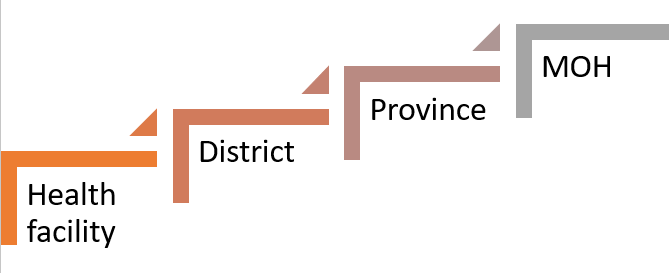 MOH
Province
District
Health
facility